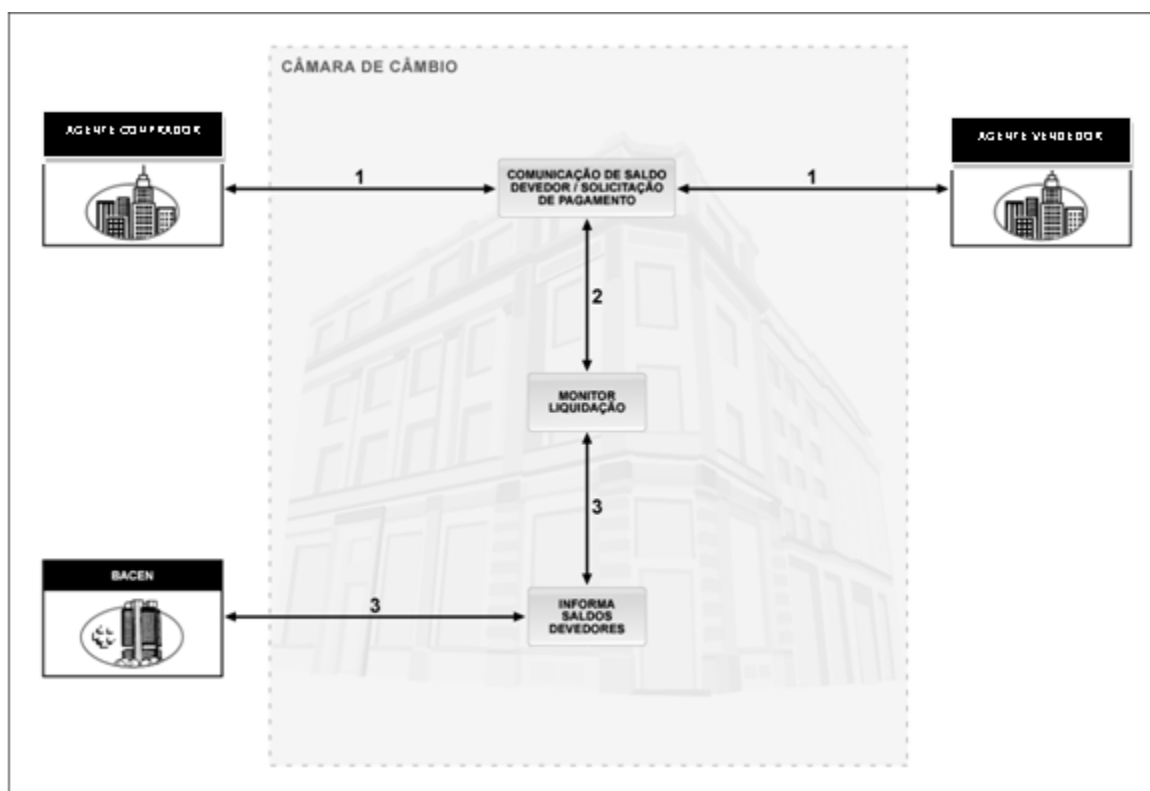 CÂMARA DE CÂMBIO
AGENTE COMPRADOR
AGENTE VENDEDOR
1
COMUNICAÇÃO DE SALDO
DEVEDOR / SOLICITAÇÃO
DE PAGAMENTO
1
2
MONITOR
LIQUIDAÇÃO
3
BACEN
3
INFORMA
SALDOS
DEVEDORES